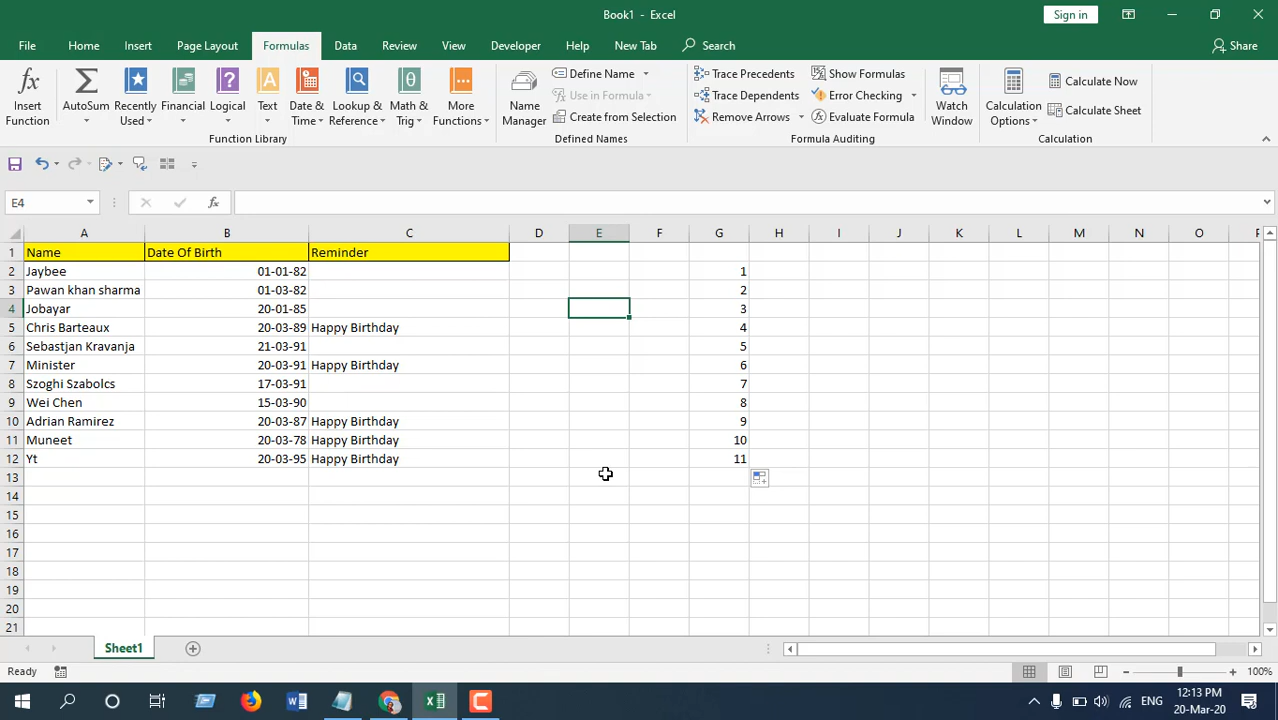 Book1 - Excel
Sign in
File Home Insert Page Layout Formulas Data Review View Developer Help New Tab Search Share
Insert Function
AutoSum
Recently Used
Financial
Logical
Text
Date & Time
Lookup & Reference
Math & Trig
More Functions
Function Library
Name Manager
Define Name
Use in Formula
Create from Selection
Defined Names
Trace Precedents
Trace Dependents
Remove Arrows
Show Formulas
Error Checking
Evaluate Formula
Formula Auditing
Watch Window
Calculation Options
Calculate Now
Calculate Sheet
Calculation
E4 fx
A B C D E F G H I J K L M N O P
1 Name Date Of Birth Reminder
2 Jaybee 01-01-82 1
3 Pawan khan sharma 01-03-82 2
4 Jobayar 20-01-85 3
5 Chris Barteaux 20-03-89 Happy Birthday 4
6 Sebastjan Kravanja 21-03-91 5
7 Minister 20-03-91 Happy Birthday 6
8 Szoghi Szabolcs 17-03-91 7
9 Wei Chen 15-03-90 8
10 Adrian Ramirez 20-03-87 Happy Birthday 9
11 Muneet 20-03-78 Happy Birthday 10
12 Yt 20-03-95 Happy Birthday 11
13
14
15
16
17
18
19
20
21
Sheet1
Ready 100%
ENG 12:13 PM
20-Mar-20